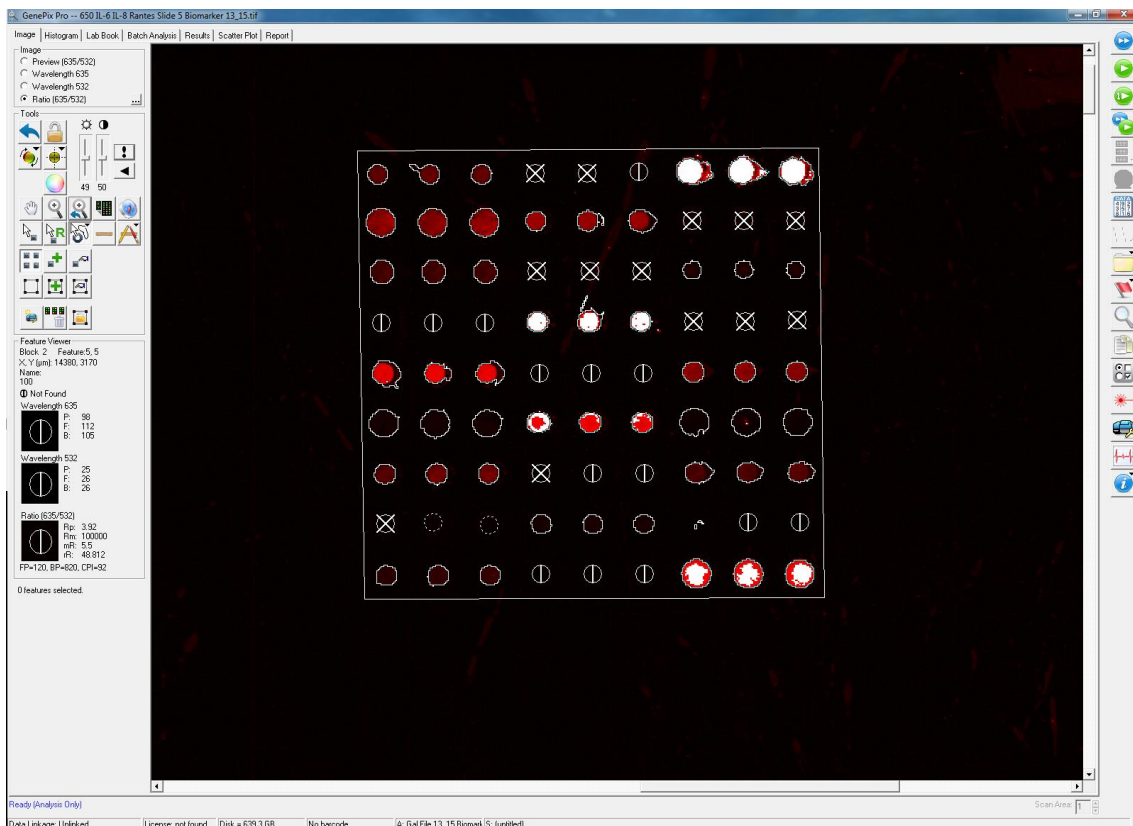 GenePix Pro -- 650 IL-6 IL-8 Rantes Slide 5 Biomarker 13_15.tif
Image Histogram Lab Book Batch Analysis Results Scatter Plot Report
Image
Preview (635/532)
Wavelength 635
Wavelength 532
Ratio (635/532)
...
Tools
49 50
Feature Viewer
Block 2 Feature:5, 5
X, Y (µm): 14380, 3170
Name:
100
Not Found
Wavelength 635
P: 98
F: 112
B: 105
Wavelength 532
P: 25
F: 26
B: 26
Ratio (635/532)
Rp: 3.92
Rm: 100000
mR: 5.5
rR: 48.812
FP=120, BP=820, CPI=92
0 features selected.
Ready (Analysis Only)
Scan Area: 1
Data Linkage: Unlinked License: not found Disk = 639.3 GB No barcode A: Gal File 13_15 Biomark S: (untitled)